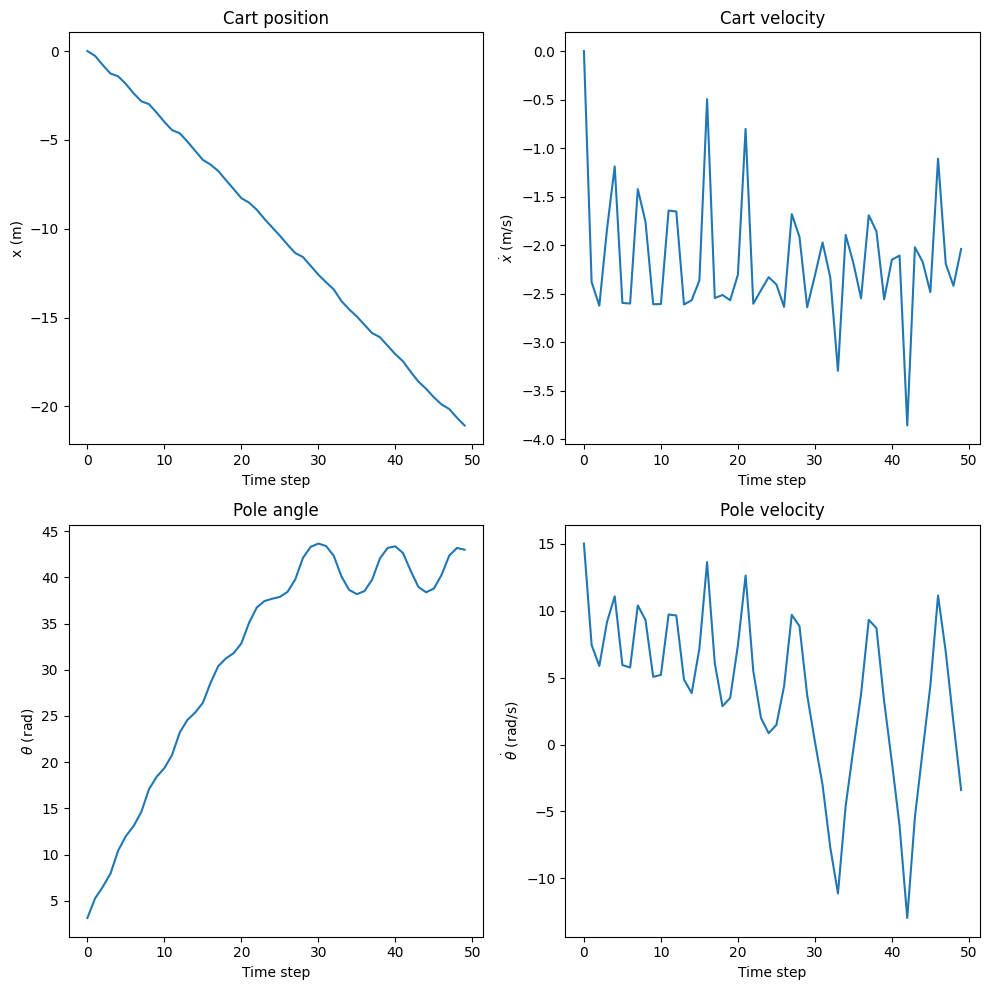 Cart position
x (m)
0
−5
−10
−15
−20
0 10 20 30 40 50
Time step
Cart velocity
ẋ (m/s)
0.0
−0.5
−1.0
−1.5
−2.0
−2.5
−3.0
−3.5
−4.0
0 10 20 30 40 50
Time step
Pole angle
θ (rad)
45
40
35
30
25
20
15
10
5
0 10 20 30 40 50
Time step
Pole velocity
θ̇ (rad/s)
15
10
5
0
−5
−10
0 10 20 30 40 50
Time step